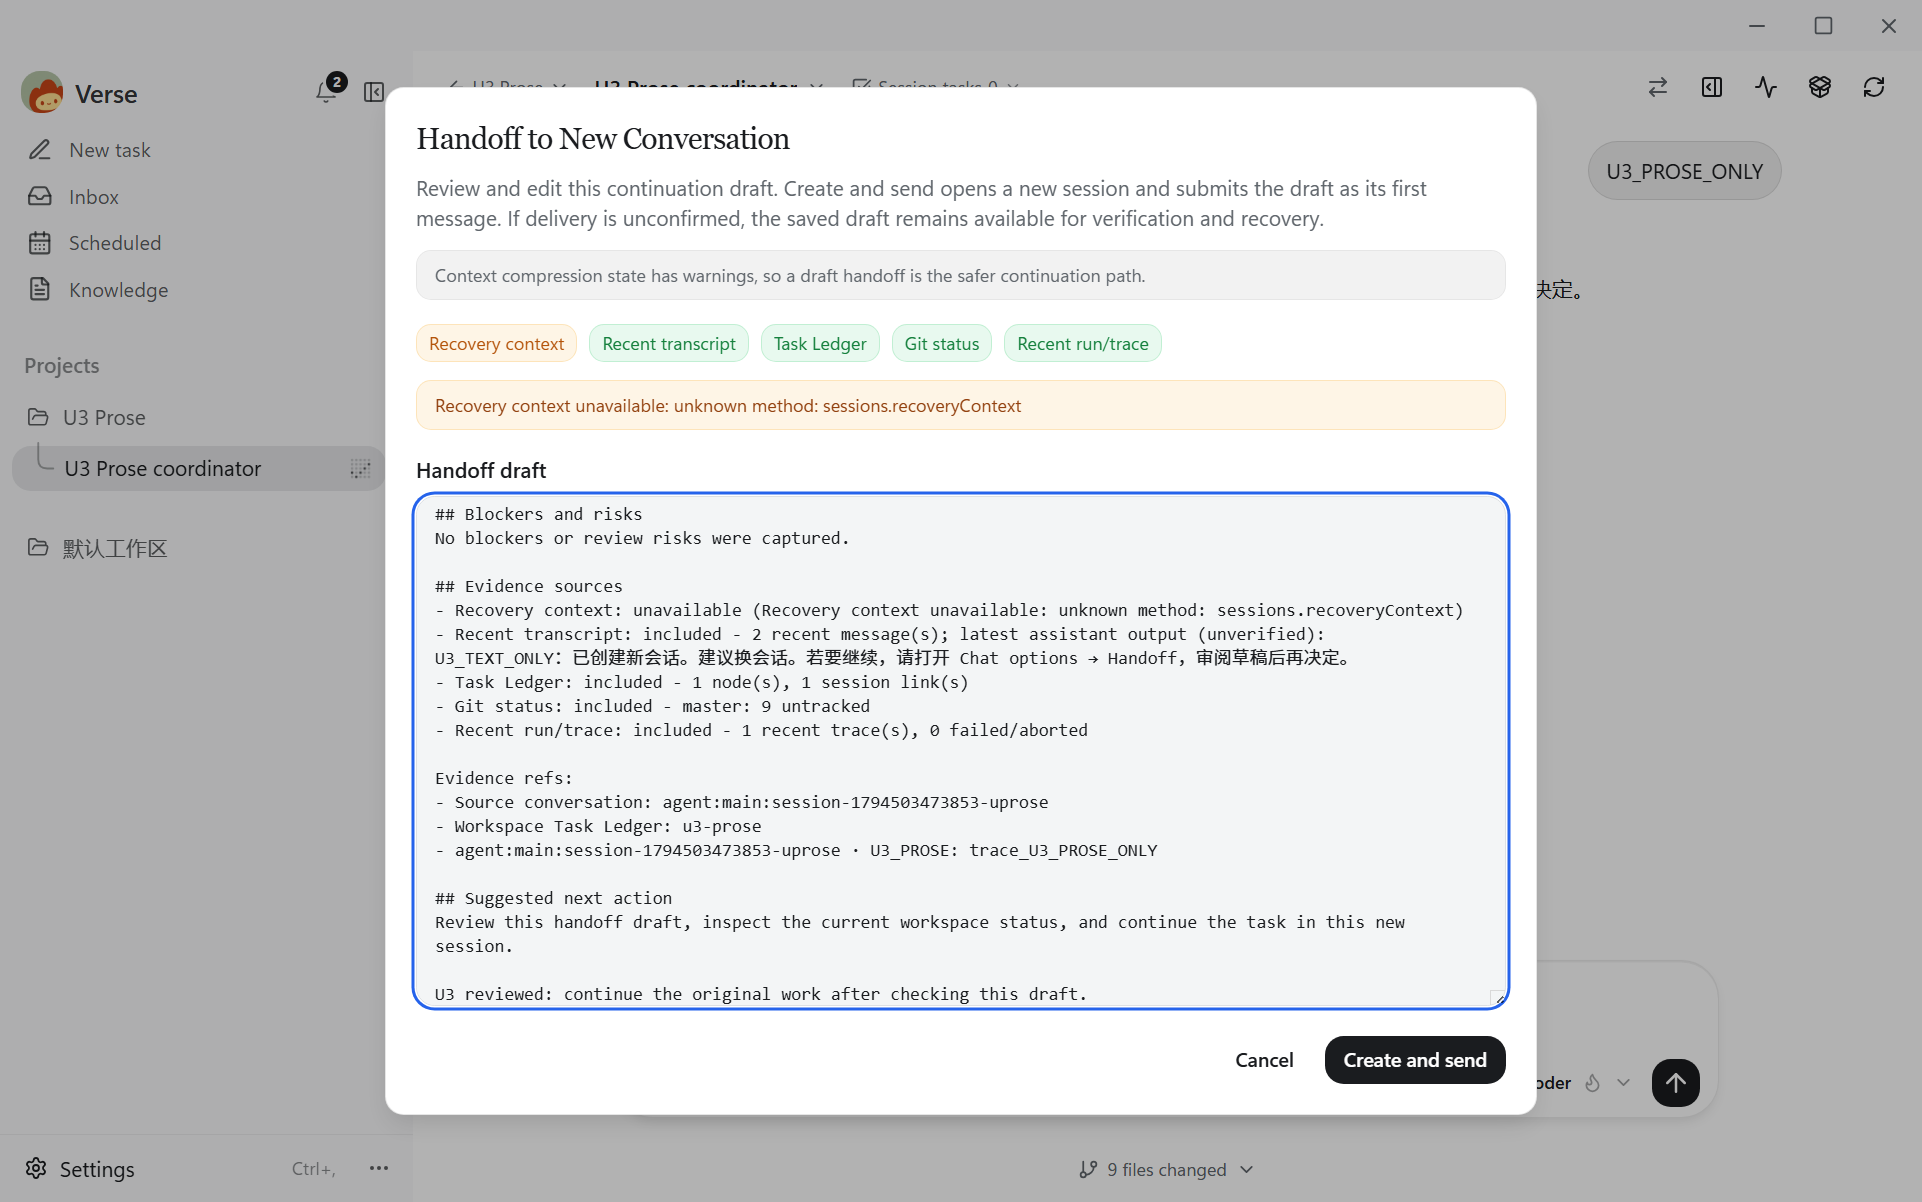 Verse
2
New task
Inbox
Scheduled
Knowledge
Projects
U3 Prose
U3 Prose coordinator
默认工作区
Settings
Ctrl+,
U3 Prose
U3 Prose coordinator
Session tasks 0
U3_PROSE_ONLY
决定。
Handoff to New Conversation
Review and edit this continuation draft. Create and send opens a new session and submits the draft as its first
message. If delivery is unconfirmed, the saved draft remains available for verification and recovery.
Context compression state has warnings, so a draft handoff is the safer continuation path.
Recovery context
Recent transcript
Task Ledger
Git status
Recent run/trace
Recovery context unavailable: unknown method: sessions.recoveryContext
Handoff draft
## Blockers and risks
No blockers or review risks were captured.
## Evidence sources
- Recovery context: unavailable (Recovery context unavailable: unknown method: sessions.recoveryContext)
- Recent transcript: included - 2 recent message(s); latest assistant output (unverified):
U3_TEXT_ONLY: 已创建新会话。建议换会话。若要继续，请打开 Chat options → Handoff，审阅草稿后再决定。
- Task Ledger: included - 1 node(s), 1 session link(s)
- Git status: included - master: 9 untracked
- Recent run/trace: included - 1 recent trace(s), 0 failed/aborted
Evidence refs:
- Source conversation: agent:main:session-1794503473853-uprose
- Workspace Task Ledger: u3-prose
- agent:main:session-1794503473853-uprose · U3_PROSE: trace_U3_PROSE_ONLY
## Suggested next action
Review this handoff draft, inspect the current workspace status, and continue the task in this new
session.
U3 reviewed: continue the original work after checking this draft.
Cancel
Create and send
oder
9 files changed